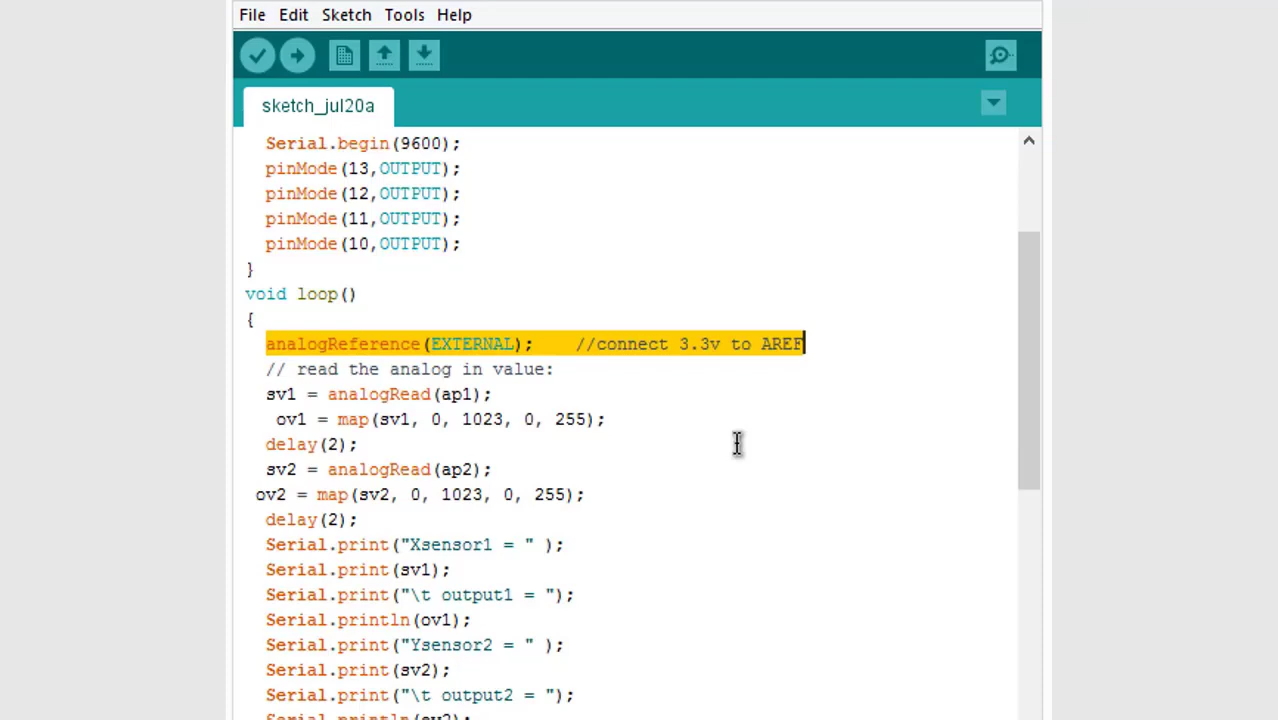 File Edit Sketch Tools Help
sketch_jul20a
Serial.begin(9600);
pinMode(13,OUTPUT);
pinMode(12,OUTPUT);
pinMode(11,OUTPUT);
pinMode(10,OUTPUT);
}
void loop()
{
analogReference(EXTERNAL);    //connect 3.3v to AREF
// read the analog in value:
sv1 = analogRead(ap1);
ov1 = map(sv1, 0, 1023, 0, 255);
delay(2);
sv2 = analogRead(ap2);
ov2 = map(sv2, 0, 1023, 0, 255);
delay(2);
Serial.print("Xsensor1 = " );
Serial.print(sv1);
Serial.print("\t output1 = ");
Serial.println(ov1);
Serial.print("Ysensor2 = " );
Serial.print(sv2);
Serial.print("\t output2 = ");
Serial.println(ov2);